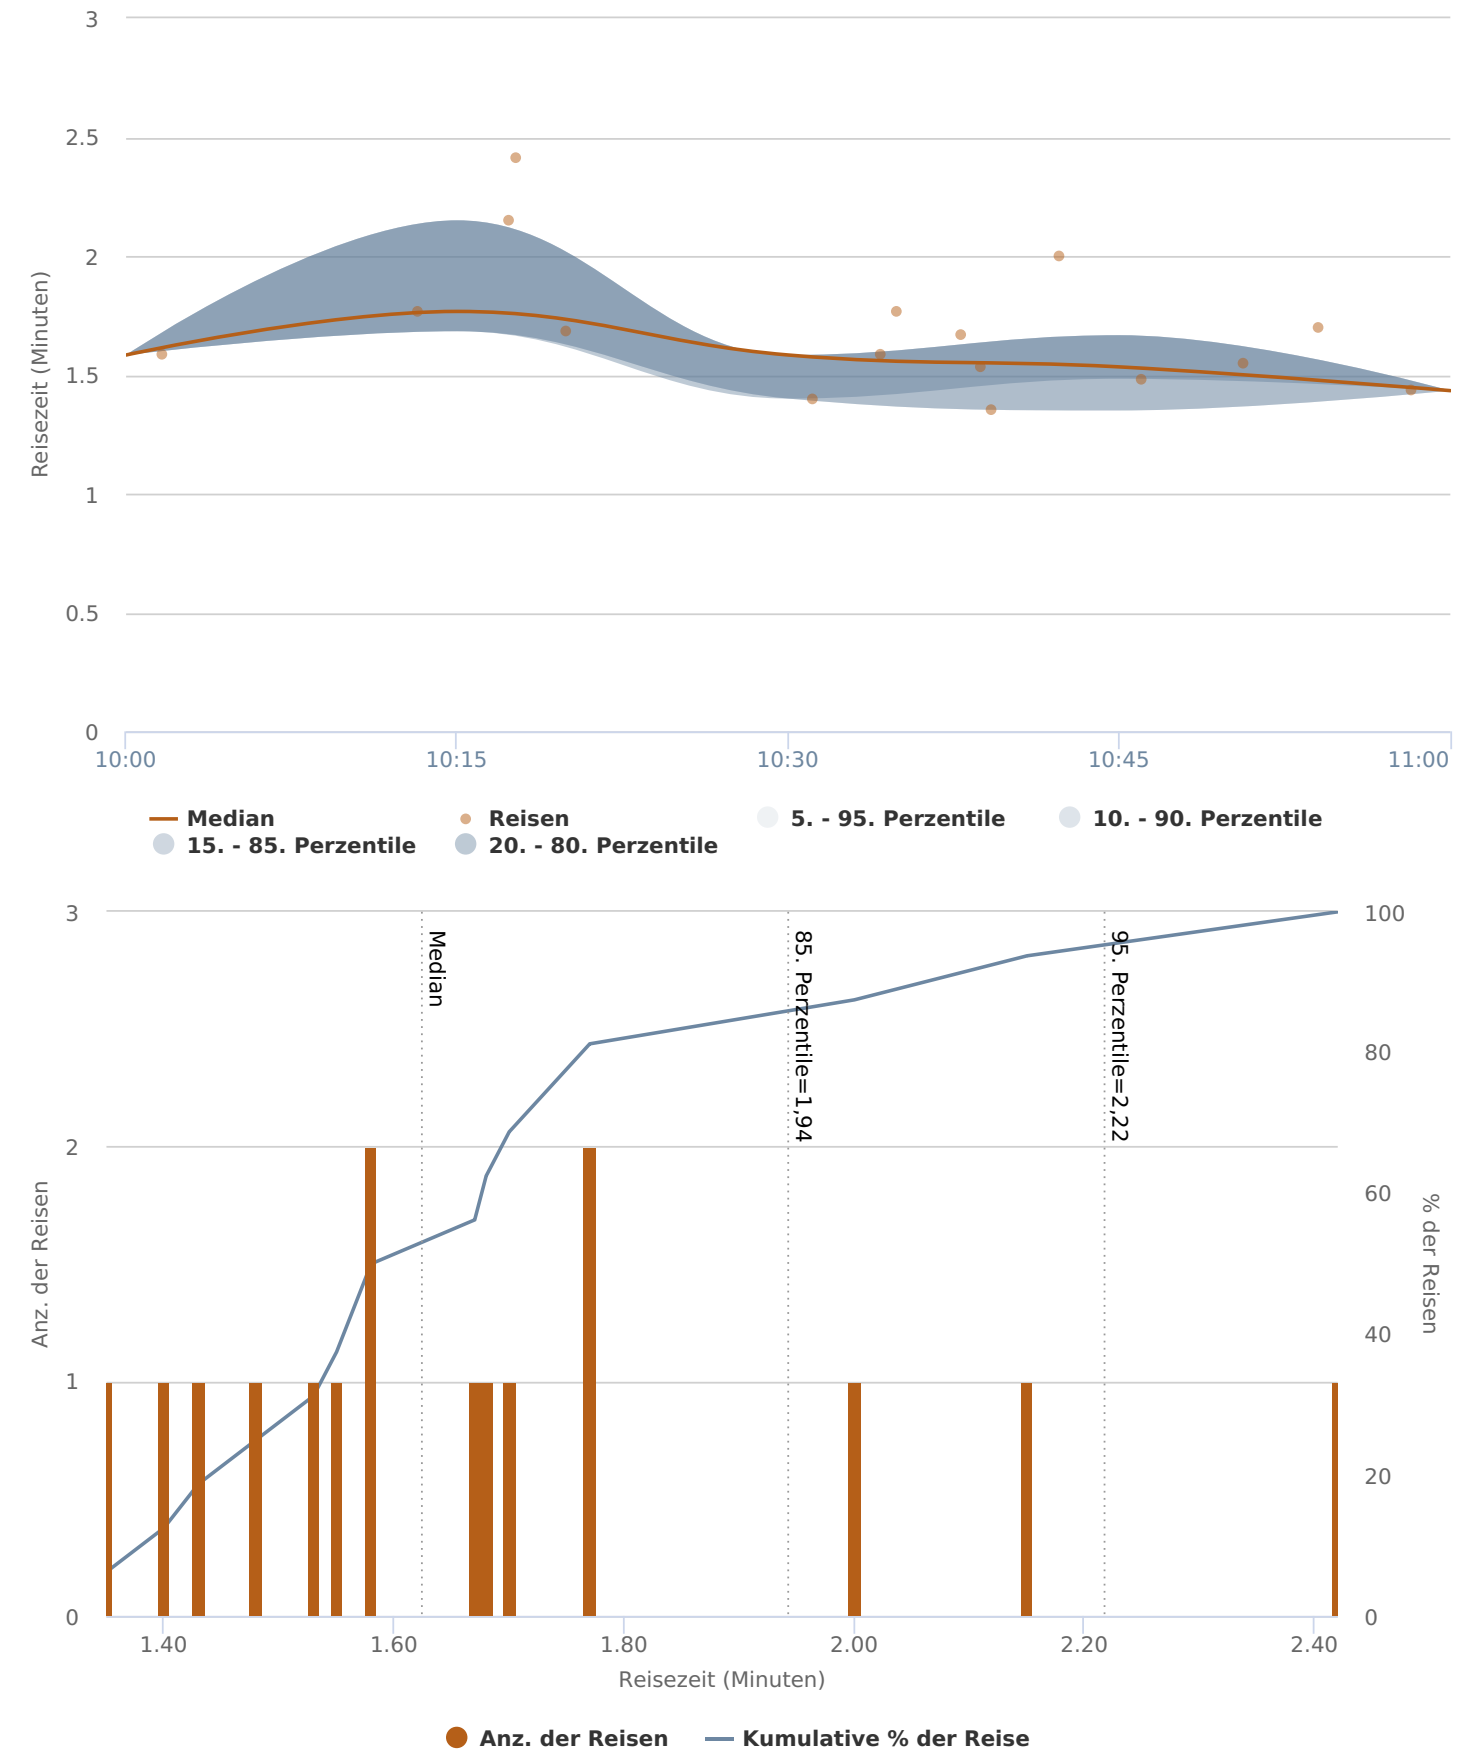 3
2.5
2
1.5
1
0.5
0
Reisezeit (Minuten)
10:00 10:15 10:30 10:45 11:00
Median Reisen 5. - 95. Perzentile 10. - 90. Perzentile
15. - 85. Perzentile 20. - 80. Perzentile
3
2
1
0
Anz. der Reisen
Median
85. Perzentile=1,94
95. Perzentile=2,22
100
80
60
40
20
0
% der Reisen
1.40 1.60 1.80 2.00 2.20 2.40
Reisezeit (Minuten)
Anz. der Reisen Kumulative % der Reise